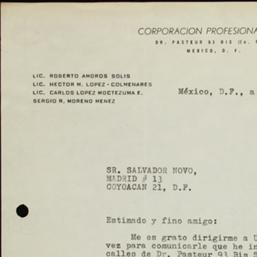 CORPORACION PROFESIONA
DR. PASTEUR 93 BIS
MEXICO, D. F.
LIC. ROBERTO AMOROS SOLIS
LIC. HECTOR M. LOPEZ-COLMENARES
LIC. CARLOS LOPEZ MOCTEZUMA E.
SERGIO R. MORENO MENEZ
México, D.F., a
SR. SALVADOR NOVO,
MADRID # 13
COYOACAN 21, D.F.
Estimado y fino amigo:
Me es grato dirigirme a U
vez para comunicarle que he in
calles de Dr. Pasteur 93 Bis